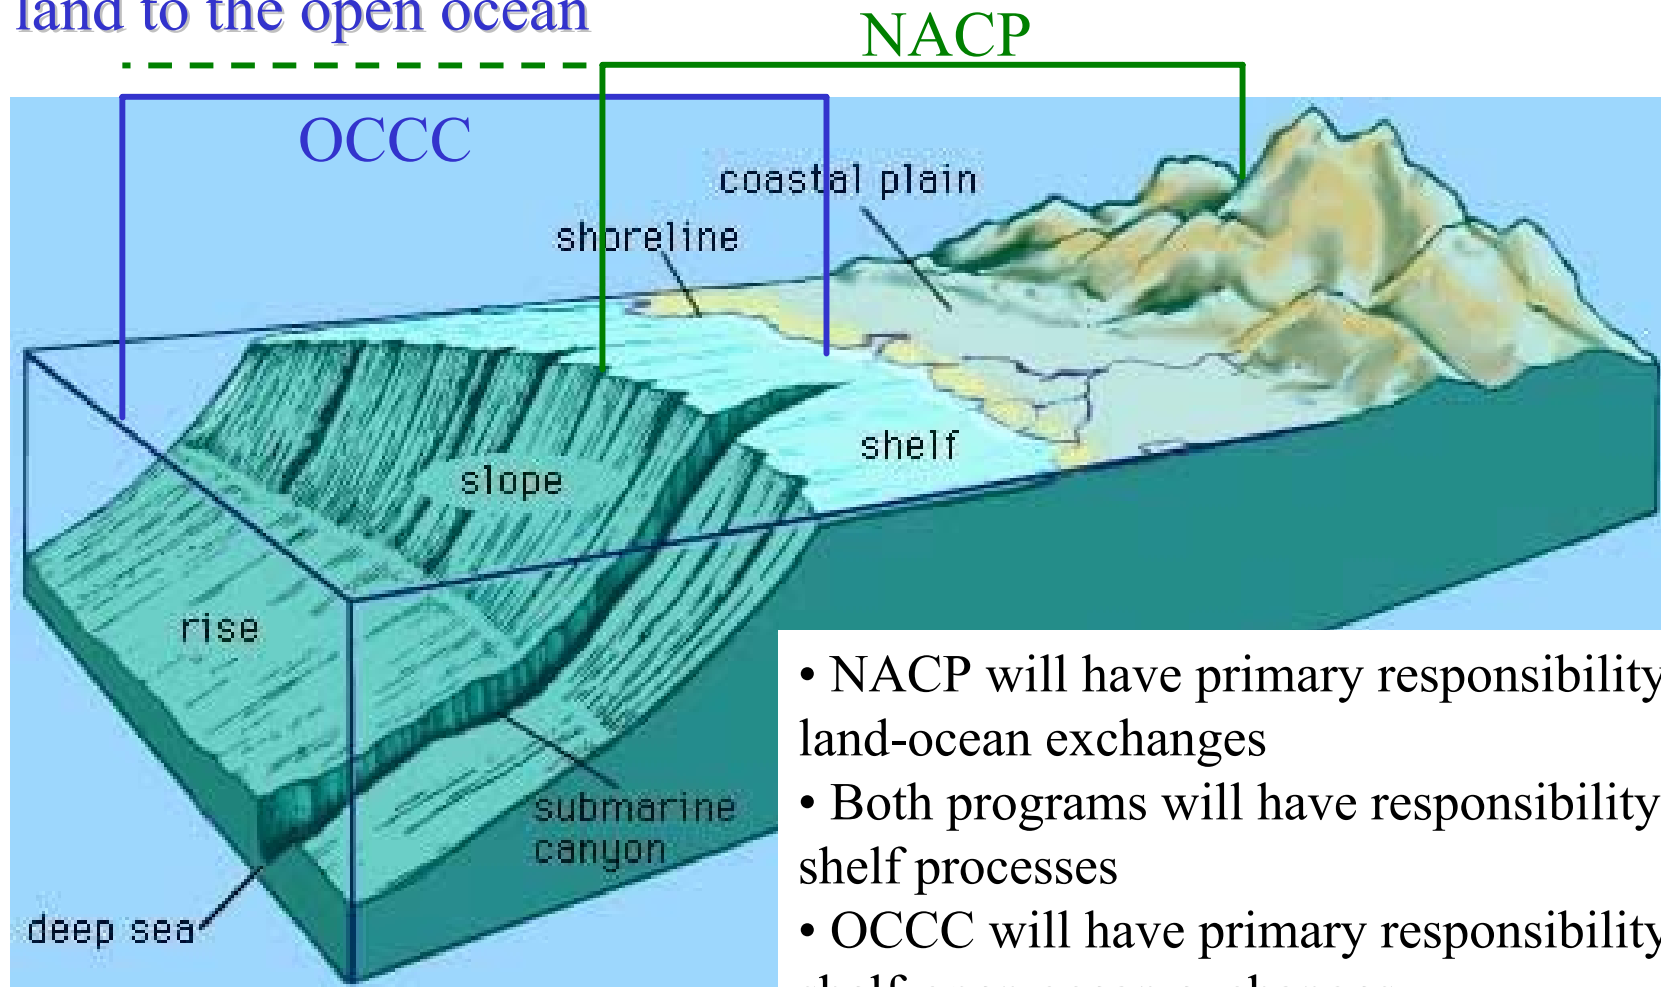 land to the open ocean
NACP
OCCC
coastal plain
shoreline
shelf
slope
rise
submarine
canyon
deep sea
• NACP will have primary responsibility
land-ocean exchanges
• Both programs will have responsibility
shelf processes
• OCCC will have primary responsibility